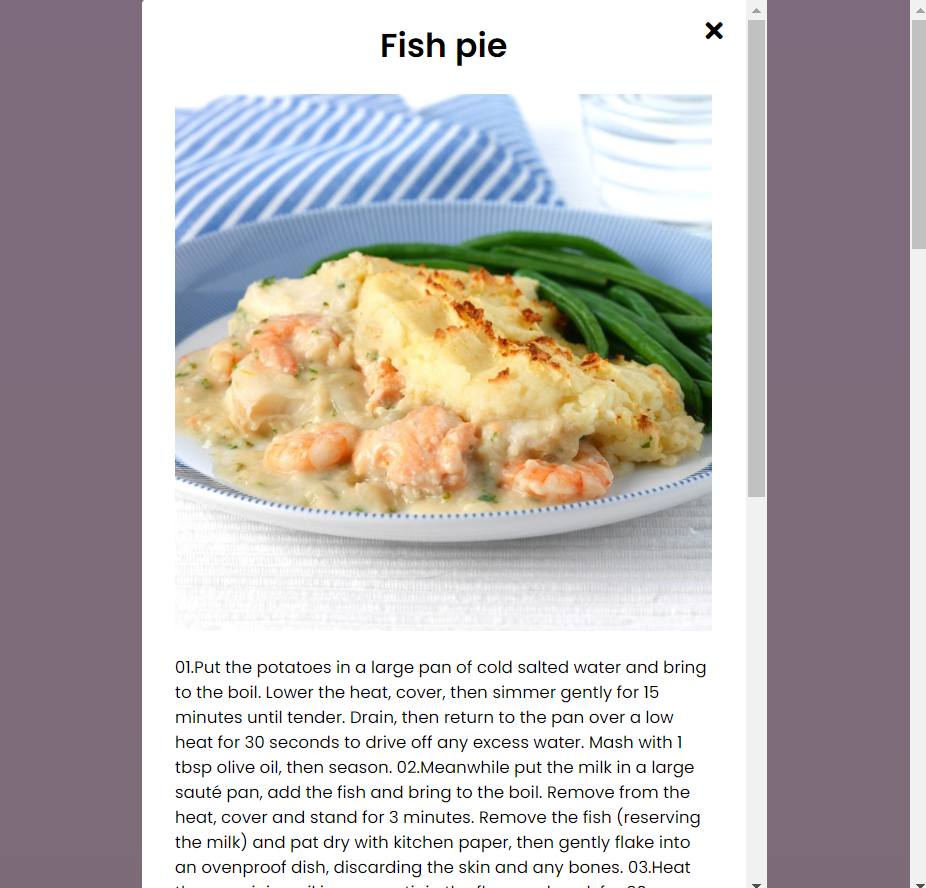 Fish pie
01.Put the potatoes in a large pan of cold salted water and bring
to the boil. Lower the heat, cover, then simmer gently for 15
minutes until tender. Drain, then return to the pan over a low
heat for 30 seconds to drive off any excess water. Mash with 1
tbsp olive oil, then season. 02.Meanwhile put the milk in a large
sauté pan, add the fish and bring to the boil. Remove from the
heat, cover and stand for 3 minutes. Remove the fish (reserving
the milk) and pat dry with kitchen paper, then gently flake into
an ovenproof dish, discarding the skin and any bones. 03.Heat